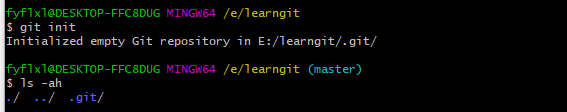 fyflxl@DESKTOP-FFC8DUG MINGW64 /e/learngit
$ git init
Initialized empty Git repository in E:/learngit/.git/
fyflxl@DESKTOP-FFC8DUG MINGW64 /e/learngit (master)
$ ls -ah
./  ../  .git/